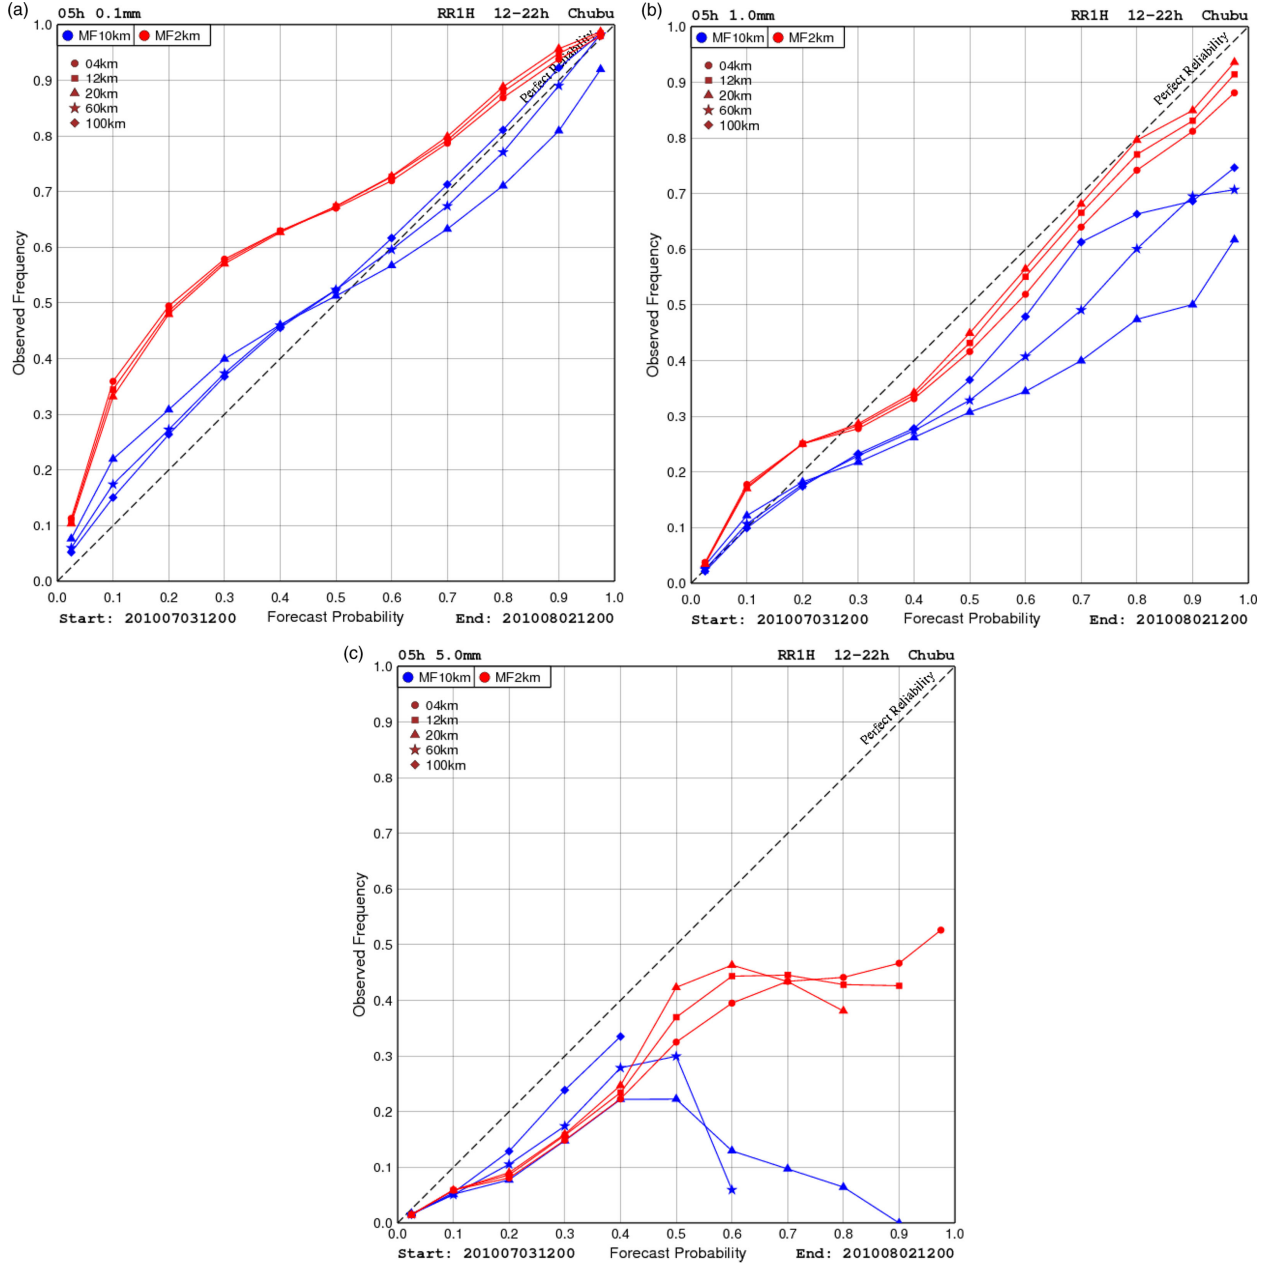 (a)
05h 0.1mm RR1H 12-22h Chubu
MF10km MF2km
04km
12km
20km
60km
100km
Perfect Reliability
Observed Frequency
1.0
0.9
0.8
0.7
0.6
0.5
0.4
0.3
0.2
0.1
0.0
0.0 0.1 0.2 0.3 0.4 0.5 0.6 0.7 0.8 0.9 1.0
Start: 201007031200 Forecast Probability End: 201008021200
(b)
05h 1.0mm RR1H 12-22h Chubu
MF10km MF2km
04km
12km
20km
60km
100km
Perfect Reliability
Observed Frequency
1.0
0.9
0.8
0.7
0.6
0.5
0.4
0.3
0.2
0.1
0.0
0.0 0.1 0.2 0.3 0.4 0.5 0.6 0.7 0.8 0.9 1.0
Start: 201007031200 Forecast Probability End: 201008021200
(c)
05h 5.0mm RR1H 12-22h Chubu
MF10km MF2km
04km
12km
20km
60km
100km
Perfect Reliability
Observed Frequency
1.0
0.9
0.8
0.7
0.6
0.5
0.4
0.3
0.2
0.1
0.0
0.0 0.1 0.2 0.3 0.4 0.5 0.6 0.7 0.8 0.9 1.0
Start: 201007031200 Forecast Probability End: 201008021200